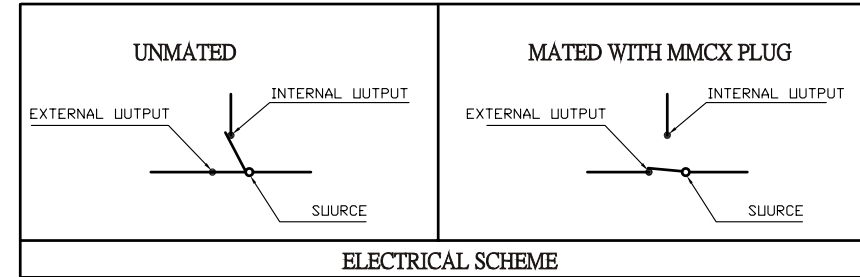 UNMATED
INTERNAL OUTPUT
EXTERNAL OUTPUT
SOURCE
MATED WITH MMCX PLUG
INTERNAL OUTPUT
EXTERNAL OUTPUT
SOURCE
ELECTRICAL SCHEME